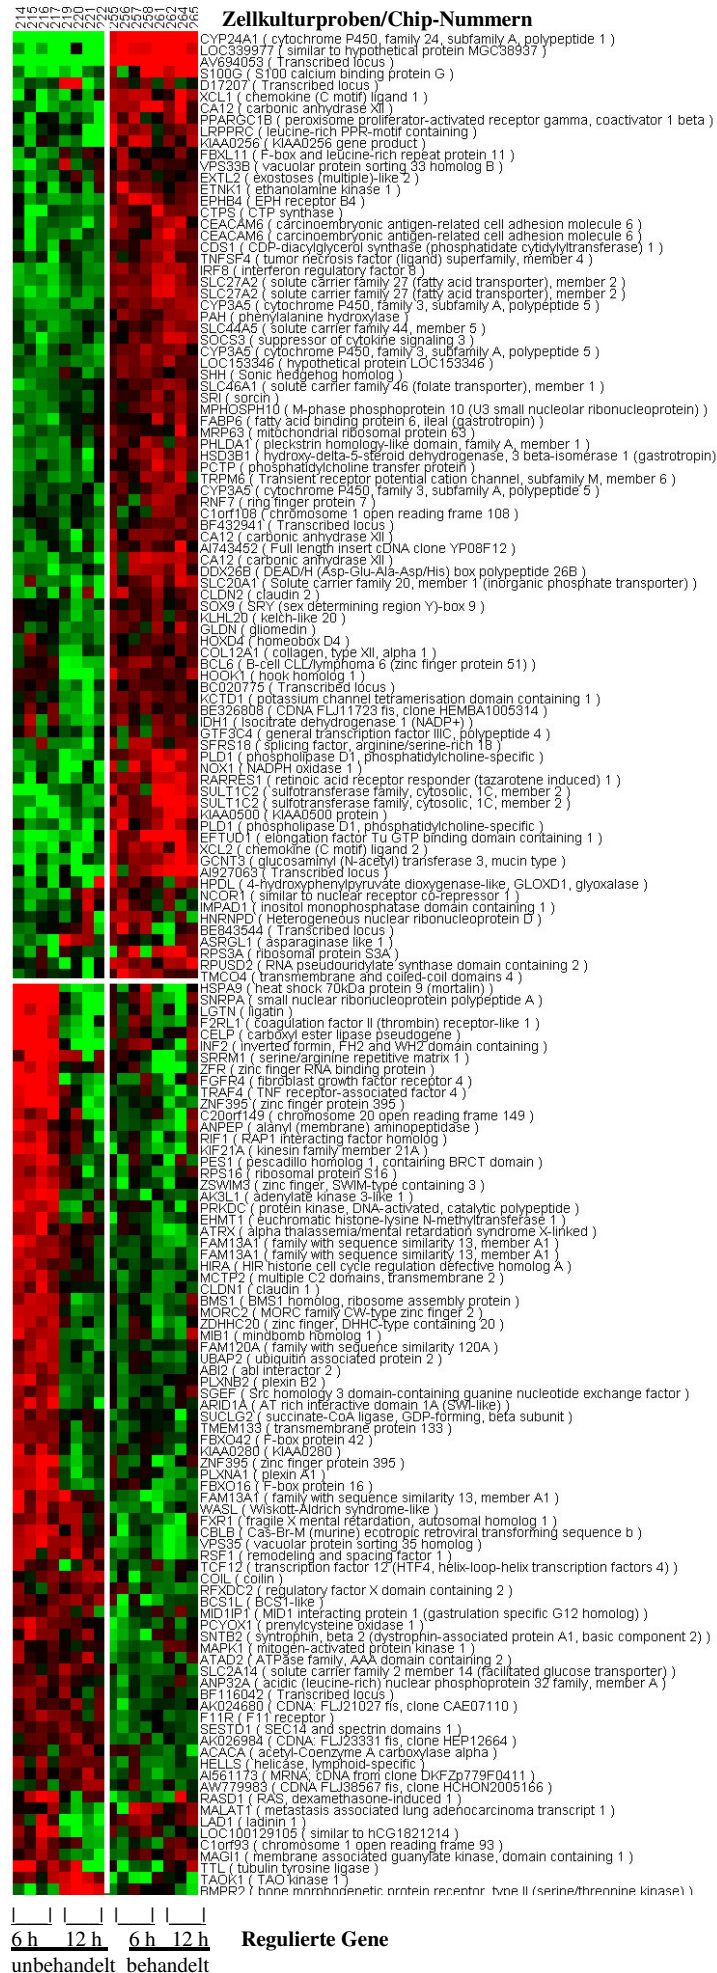 214 215 216 217 219 220 221 222 255 256 257 258 261 262 264 265
Zellkulturproben/Chip-Nummern
CYP24A1 ( cytochrome P450, family 24, subfamily A, polypeptide 1 )
LOC339977 ( similar to hypothetical protein MGC38937 )
AV694053 ( Transcribed locus )
S100G ( S100 calcium binding protein G )
D17207 ( Transcribed locus )
XCL1 ( chemokine (C motif) ligand 1 )
CA12 ( carbonic anhydrase XII )
PPARGC1B ( peroxisome proliferator-activated receptor gamma, coactivator 1 beta )
LRPPRC ( leucine-rich PPR-motif containing )
KIAA0256 ( KIAA0256 gene product )
FBXL11 ( F-box and leucine-rich repeat protein 11 )
VPS33B ( vacuolar protein sorting 33 homolog B )
EXTL2 ( exostoses (multiple)-like 2 )
ETNK1 ( ethanolamine kinase 1 )
EPHB4 ( EPH receptor B4 )
CTPS ( CTP synthase )
CEACAM6 ( carcinoembryonic antigen-related cell adhesion molecule 6 )
CEACAM6 ( carcinoembryonic antigen-related cell adhesion molecule 6 )
CDS1 ( CDP-diacylglycerol synthase (phosphatidate cytidylyltransferase) 1 )
TNFSF4 ( tumor necrosis factor (ligand) superfamily, member 4 )
IRF8 ( interferon regulatory factor 8 )
SLC27A2 ( solute carrier family 27 (fatty acid transporter), member 2 )
SLC27A2 ( solute carrier family 27 (fatty acid transporter), member 2 )
CYP3A5 ( cytochrome P450, family 3, subfamily A, polypeptide 5 )
PAH ( phenylalanine hydroxylase )
SLC44A5 ( solute carrier family 44, member 5 )
SOCS3 ( suppressor of cytokine signaling 3 )
CYP3A5 ( cytochrome P450, family 3, subfamily A, polypeptide 5 )
LOC153346 ( hypothetical protein LOC153346 )
SHH ( Sonic hedgehog homolog )
SLC46A1 ( solute carrier family 46 (folate transporter), member 1 )
SRI ( sorcin )
MPHOSPH10 ( M-phase phosphoprotein 10 (U3 small nucleolar ribonucleoprotein) )
FABP6 ( fatty acid binding protein 6, ileal (gastrotropin) )
MRP63 ( mitochondrial ribosomal protein 63 )
PHLDA1 ( pleckstrin homology-like domain, family A, member 1 )
HSD3B1 ( hydroxy-delta-5-steroid dehydrogenase, 3 beta-isomerase 1 (gastrotropin)
PCTP ( phosphatidylcholine transfer protein )
TRPM6 ( Transient receptor potential cation channel, subfamily M, member 6 )
CYP3A5 ( cytochrome P450, family 3, subfamily A, polypeptide 5 )
RNF7 ( ring finger protein 7 )
C1orf108 ( chromosome 1 open reading frame 108 )
BF432941 ( Transcribed locus )
CA12 ( carbonic anhydrase XII )
AI743452 ( Full length insert cDNA clone YP08F12 )
CA12 ( carbonic anhydrase XII )
DDX26B ( DEAD/H (Asp-Glu-Ala-Asp/His) box polypeptide 26B )
SLC20A1 ( Solute carrier family 20, member 1 (inorganic phosphate transporter) )
CLDN2 ( claudin 2 )
SOX9 ( SRY (sex determining region Y)-box 9 )
KLHL20 ( kelch-like 20 )
GLDN ( gliomedin )
HOXD4 ( homeobox D4 )
COL12A1 ( collagen, type XII, alpha 1 )
BCL6 ( B-cell CLL/lymphoma 6 (zinc finger protein 51) )
HOOK1 ( hook homolog 1 )
BC020775 ( Transcribed locus )
KCTD1 ( potassium channel tetramerisation domain containing 1 )
BE326808 ( CDNA FLJ11723 fis, clone HEMBA1005314 )
IDH1 ( Isocitrate dehydrogenase 1 (NADP+) )
GTF3C4 ( general transcription factor IIIC, polypeptide 4 )
SFRS18 ( splicing factor, arginine/serine-rich 18 )
PLD1 ( phospholipase D1, phosphatidylcholine-specific )
NOX1 ( NADPH oxidase 1 )
RARRES1 ( retinoic acid receptor responder (tazarotene induced) 1 )
SULT1C2 ( sulfotransferase family, cytosolic, 1C, member 2 )
SULT1C2 ( sulfotransferase family, cytosolic, 1C, member 2 )
KIAA0500 ( KIAA0500 protein )
PLD1 ( phospholipase D1, phosphatidylcholine-specific )
EFTUD1 ( elongation factor Tu GTP binding domain containing 1 )
XCL2 ( chemokine (C motif) ligand 2 )
GCNT3 ( glucosaminyl (N-acetyl) transferase 3, mucin type )
AI927063 ( Transcribed locus )
HPDL ( 4-hydroxyphenylpyruvate dioxygenase-like, GLOXD1, glyoxalase )
NCOR1 ( similar to nuclear receptor co-repressor 1 )
IMPAD1 ( inositol monophosphatase domain containing 1 )
HNRNPD ( Heterogeneous nuclear ribonucleoprotein D )
BE843544 ( Transcribed locus )
ASRGL1 ( asparaginase like 1 )
RPS3A ( ribosomal protein S3A )
RPUSD2 ( RNA pseudouridylate synthase domain containing 2 )
TMCO4 ( transmembrane and coiled-coil domains 4 )
HSPA9 ( heat shock 70kDa protein 9 (mortalin) )
SNRPA ( small nuclear ribonucleoprotein polypeptide A )
LGTN ( ligatin )
F2RL1 ( coagulation factor II (thrombin) receptor-like 1 )
CELP ( carboxyl ester lipase pseudogene )
INF2 ( inverted formin, FH2 and WH2 domain containing )
SRRM1 ( serine/arginine repetitive matrix 1 )
ZFR ( zinc finger RNA binding protein )
FGFR4 ( fibroblast growth factor receptor 4 )
TRAF4 ( TNF receptor-associated factor 4 )
ZNF395 ( zinc finger protein 395 )
C20orf149 ( chromosome 20 open reading frame 149 )
ANPEP ( alanyl (membrane) aminopeptidase )
RIF1 ( RAP1 interacting factor homolog )
KIF21A ( kinesin family member 21A )
PES1 ( pescadillo homolog 1, containing BRCT domain )
RPS16 ( ribosomal protein S16 )
ZSWIM3 ( zinc finger, SWIM-type containing 3 )
AK3L1 ( adenylate kinase 3-like 1 )
PRKDC ( protein kinase, DNA-activated, catalytic polypeptide )
EHMT1 ( euchromatic histone-lysine N-methyltransferase 1 )
ATRX ( alpha thalassemia/mental retardation syndrome X-linked )
FAM13A1 ( family with sequence similarity 13, member A1 )
FAM13A1 ( family with sequence similarity 13, member A1 )
HIRA ( HIR histone cell cycle regulation defective homolog A )
MCTP2 ( multiple C2 domains, transmembrane 2 )
CLDN1 ( claudin 1 )
BMS1 ( BMS1 homolog, ribosome assembly protein )
MORC2 ( MORC family CW-type zinc finger 2 )
ZDHHC20 ( zinc finger, DHHC-type containing 20 )
MIB1 ( mindbomb homolog 1 )
FAM120A ( family with sequence similarity 120A )
UBAP2 ( ubiquitin associated protein 2 )
ABI2 ( abl interactor 2 )
PLXNB2 ( plexin B2 )
SGEF ( Src homology 3 domain-containing guanine nucleotide exchange factor )
ARID1A ( AT rich interactive domain 1A (SWI-like) )
SUCLG2 ( succinate-CoA ligase, GDP-forming, beta subunit )
TMEM133 ( transmembrane protein 133 )
FBXO42 ( F-box protein 42 )
KIAA0280 ( KIAA0280 )
ZNF395 ( zinc finger protein 395 )
PLXNA1 ( plexin A1 )
FBXO16 ( F-box protein 16 )
FAM13A1 ( family with sequence similarity 13, member A1 )
WASL ( Wiskott-Aldrich syndrome-like )
FXR1 ( fragile X mental retardation, autosomal homolog 1 )
CBLB ( Cas-Br-M (murine) ecotropic retroviral transforming sequence b )
VPS35 ( vacuolar protein sorting 35 homolog )
RSF1 ( remodeling and spacing factor 1 )
TCF12 ( transcription factor 12 (HTF4, helix-loop-helix transcription factors 4) )
COIL ( coilin )
RFXDC2 ( regulatory factor X domain containing 2 )
BCS1L ( BCS1-like )
MID1IP1 ( MID1 interacting protein 1 (gastrulation specific G12 homolog) )
PCYOX1 ( prenylcysteine oxidase 1 )
SNTB2 ( syntrophin, beta 2 (dystrophin-associated protein A1, basic component 2) )
MAPK1 ( mitogen-activated protein kinase 1 )
ATAD2 ( ATPase family, AAA domain containing 2 )
SLC2A14 ( solute carrier family 2 member 14 (facilitated glucose transporter) )
ANP32A ( acidic (leucine-rich) nuclear phosphoprotein 32 family, member A )
BF116042 ( Transcribed locus )
AK024680 ( CDNA: FLJ21027 fis, clone CAE07110 )
F11R ( F11 receptor )
SESTD1 ( SEC14 and spectrin domains 1 )
AK026984 ( CDNA: FLJ23331 fis, clone HEP12664 )
ACACA ( acetyl-Coenzyme A carboxylase alpha )
HELLS ( helicase, lymphoid-specific )
AI561173 ( MRNA; cDNA from clone DKFZp779F0411 )
AW779983 ( CDNA FLJ38567 fis, clone HCHON2005166 )
RASD1 ( RAS, dexamethasone-induced 1 )
MALAT1 ( metastasis associated lung adenocarcinoma transcript 1 )
LAD1 ( ladinin 1 )
LOC100129105 ( similar to hCG1821214 )
C1orf93 ( chromosome 1 open reading frame 93 )
MAGI1 ( membrane associated guanylate kinase, domain containing 1 )
TTL ( tubulin tyrosine ligase )
TAOK1 ( TAO kinase 1 )
BMPR2 ( bone morphogenetic protein receptor, type II (serine/threonine kinase) )
6 h 12 h 6 h 12 h Regulierte Gene
unbehandelt behandelt